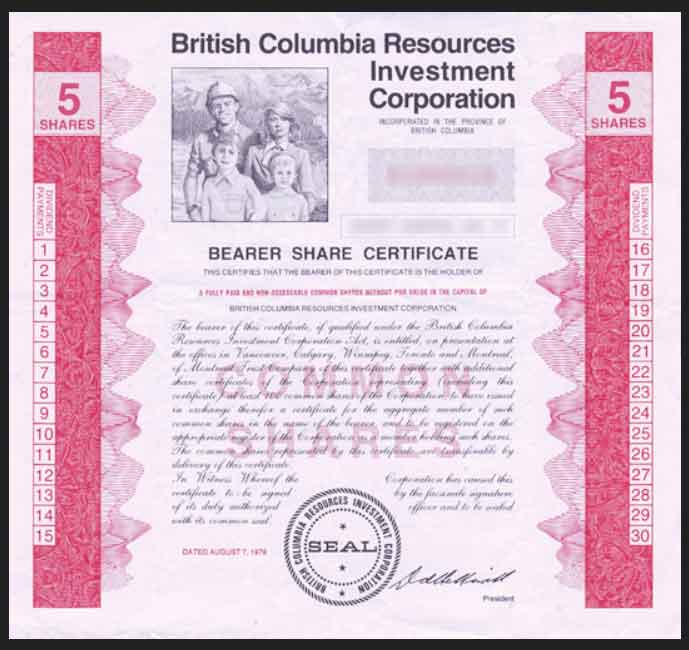 British Columbia Resources
Investment
Corporation
INCORPORATED IN THE PROVINCE OF
BRITISH COLUMBIA
5
SHARES
5
SHARES
BEARER SHARE CERTIFICATE
THIS CERTIFIES THAT THE BEARER OF THIS CERTIFICATE IS THE HOLDER OF
5 FULLY PAID AND NON-ASSESSABLE COMMON SHARES WITHOUT PAR VALUE IN THE CAPITAL OF
BRITISH COLUMBIA RESOURCES INVESTMENT CORPORATION.
The bearer of this certificate, if qualified under the British Columbia
Resources Investment Corporation Act, is entitled, on presentation at
the offices in Vancouver, Calgary, Winnipeg, Toronto and Montreal,
of Montreal Trust Company of this certificate with additional
share certificates of the Corporation representing including this
certificate at least 100 common shares of the Corporation to have issued
in exchange therefor a certificate for the aggregate number of such
common shares in the name of the bearer and to be registered on the
appropriate register of the Corporation as a member holding such shares.
The common shares represented by this certificate are transferable by
delivery of this certificate.
In Witness Whereof the Corporation has caused this
certificate to be signed by the facsimile signature
of its duly authorized officer and to be sealed
with its common seal.
COMMON
SHARES
DATED AUGUST 7, 1979
BRITISH COLUMBIA RESOURCES INVESTMENT CORPORATION
SEAL
President
DIVIDEND
PAYMENTS
1
2
3
4
5
6
7
8
9
10
11
12
13
14
15
DIVIDEND
PAYMENTS
16
17
18
19
20
21
22
23
24
25
26
27
28
29
30